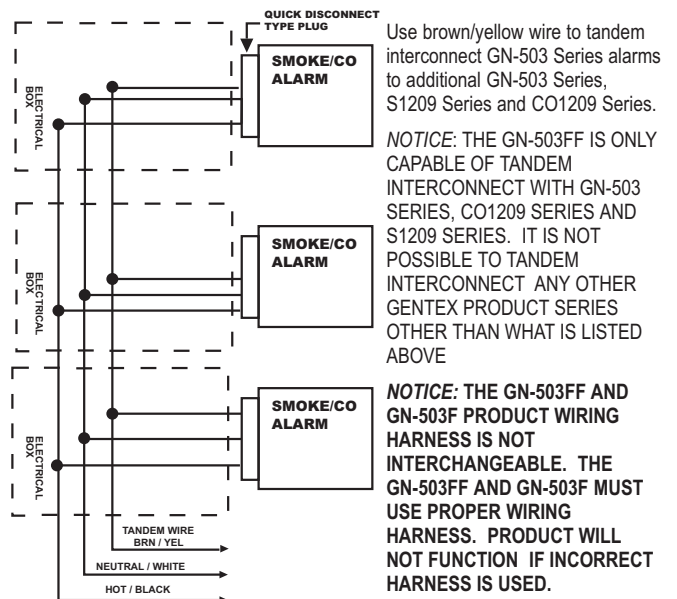 QUICK DISCONNECT
TYPE PLUG
SMOKE/CO
ALARM
ELECTRICAL
BOX
SMOKE/CO
ALARM
ELECTRICAL
BOX
SMOKE/CO
ALARM
ELECTRICAL
BOX
TANDEM WIRE
BRN / YEL
NEUTRAL / WHITE
HOT / BLACK
Use brown/yellow wire to tandem
interconnect GN-503 Series alarms
to additional GN-503 Series,
S1209 Series and CO1209 Series.
NOTICE: THE GN-503FF IS ONLY
CAPABLE OF TANDEM
INTERCONNECT WITH GN-503
SERIES, CO1209 SERIES AND
S1209 SERIES. IT IS NOT
POSSIBLE TO TANDEM
INTERCONNECT ANY OTHER
GENTEX PRODUCT SERIES
OTHER THAN WHAT IS LISTED
ABOVE
NOTICE: THE GN-503FF AND
GN-503F PRODUCT WIRING
HARNESS IS NOT
INTERCHANGEABLE. THE
GN-503FF AND GN-503F MUST
USE PROPER WIRING
HARNESS. PRODUCT WILL
NOT FUNCTION IF INCORRECT
HARNESS IS USED.